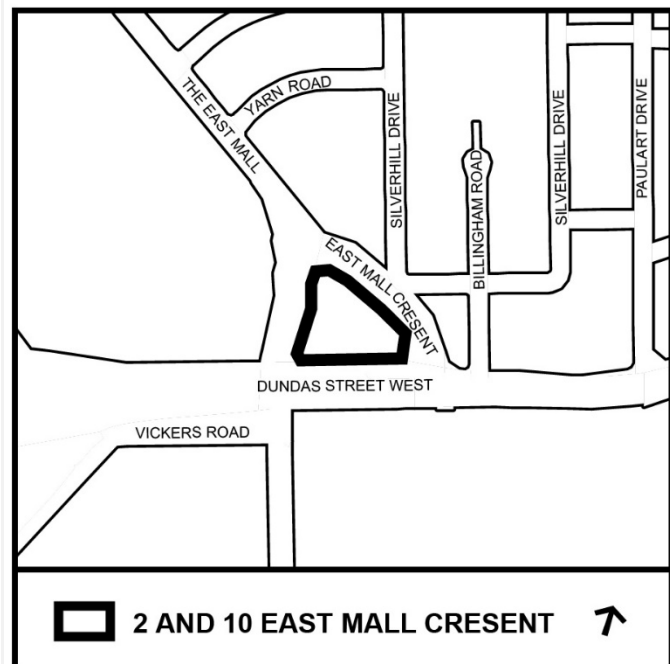 THE EAST MALL
YARN ROAD
SILVERHILL DRIVE
BILLINGHAM ROAD
SILVERHILL DRIVE
PAULART DRIVE
EAST MALL CRESENT
DUNDAS STREET WEST
VICKERS ROAD
2 AND 10 EAST MALL CRESENT